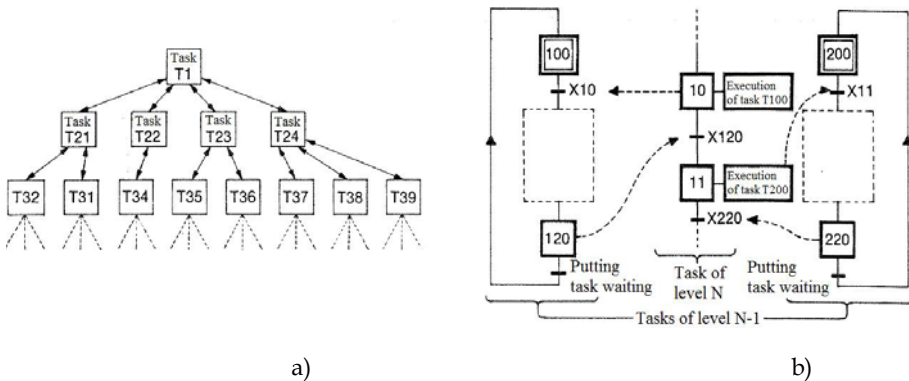 Task
T1
Task
T21
Task
T22
Task
T23
Task
T24
T32
T31
T34
T35
T36
T37
T38
T39
a)
100
X10
120
Putting
task waiting
10
Execution
of task T100
X120
11
Execution
of task T200
X220
Task of
level N
200
X11
220
Putting
task waiting
Tasks of level N-1
b)